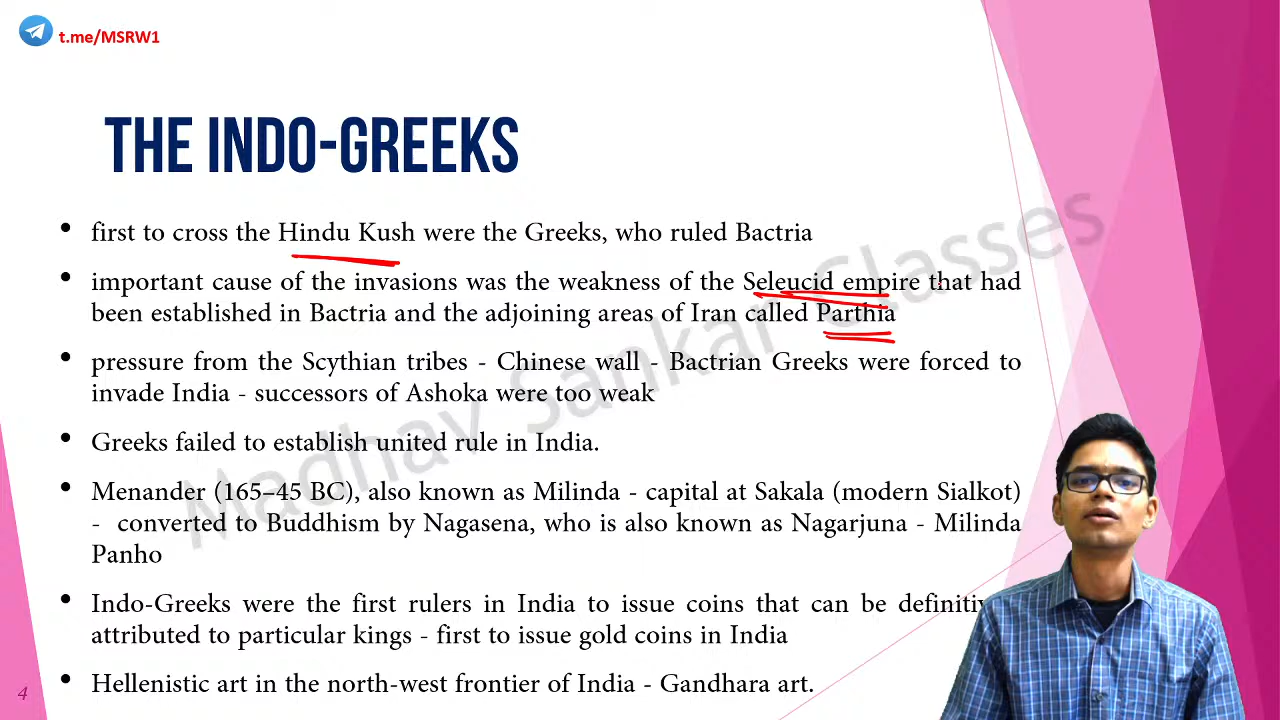 t.me/MSRW1
THE INDO-GREEKS
• first to cross the Hindu Kush were the Greeks, who ruled Bactria
• important cause of the invasions was the weakness of the Seleucid empire that had
been established in Bactria and the adjoining areas of Iran called Parthia
• pressure from the Scythian tribes - Chinese wall - Bactrian Greeks were forced to
invade India - successors of Ashoka were too weak
• Greeks failed to establish united rule in India.
• Menander (165–45 BC), also known as Milinda - capital at Sakala (modern Sialkot)
- converted to Buddhism by Nagasena, who is also known as Nagarjuna - Milinda
Panho
• Indo-Greeks were the first rulers in India to issue coins that can be
attributed to particular kings - first to issue gold coins in India
• Hellenistic art in the north-west frontier of India - Gandhara art.
4
Madhav Sankar Classes